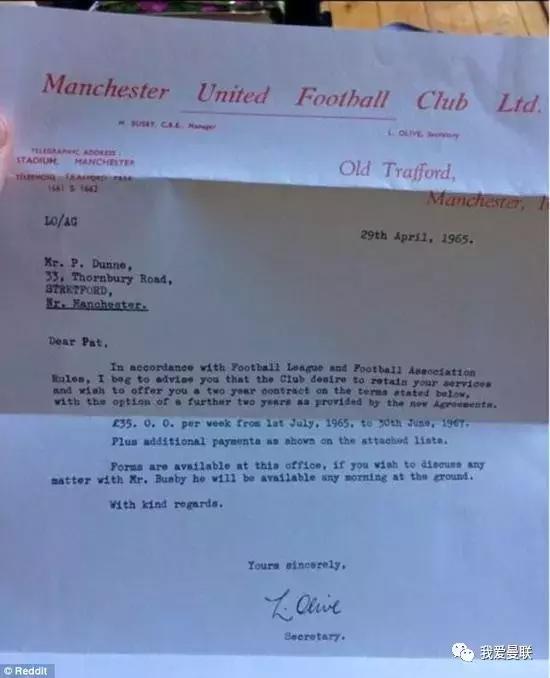 Manchester United Football Club Ltd.
M. BUSBY, C.B.E., Manager
L. OLIVE, Secretary
TELEGRAPHIC ADDRESS:
STADIUM, MANCHESTER
TELEPHONE: TRAFFORD PARK
1661 & 1662
Old Trafford,
Manchester,
LO/AG
29th April, 1965.
Mr. P. Dunne,
33, Thornbury Road,
STRETFORD,
Nr. Manchester.
Dear Pat,
In accordance with Football League and Football Association
Rules, I beg to advise you that the Club desire to retain your services
and wish to offer you a two year contract on the terms stated below,
with the option of a further two years as provided by the new Agreements.
£35. 0. 0. per week from 1st July, 1965, to 30th June, 1967.
Plus additional payments as shown on the attached lists.
Forms are available at this office, if you wish to discuss any
matter with Mr. Busby he will be available any morning at the ground.
With kind regards.
Yours sincerely,
L. Olive
Secretary.
© Reddit
我爱曼联